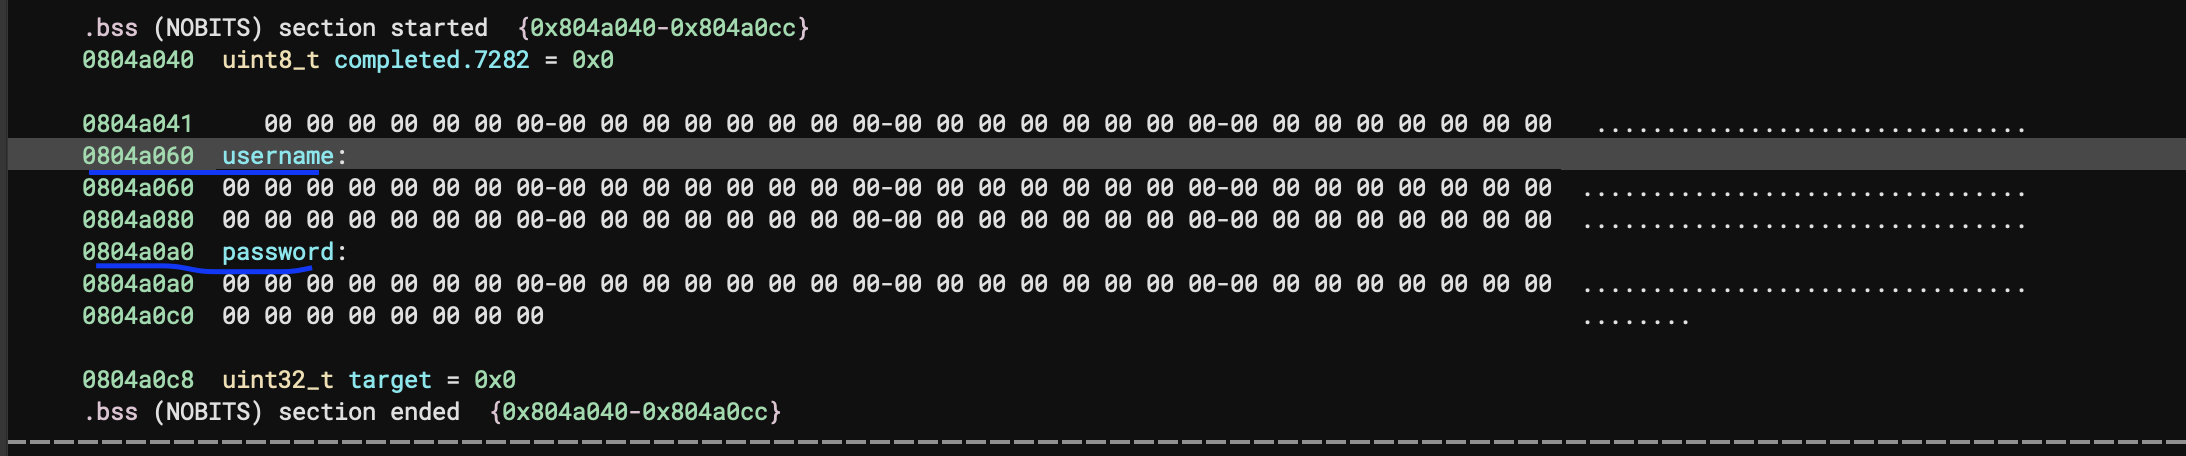 .bss (NOBITS) section started  {0x804a040-0x804a0cc}
0804a040  uint8_t completed.7282 = 0x0
0804a041     00 00 00 00 00 00 00-00 00 00 00 00 00 00 00-00 00 00 00 00 00 00 00-00 00 00 00 00 00 00 00   ...............................
0804a060  username:
0804a060  00 00 00 00 00 00 00 00-00 00 00 00 00 00 00 00-00 00 00 00 00 00 00 00-00 00 00 00 00 00 00 00  ................................
0804a080  00 00 00 00 00 00 00 00-00 00 00 00 00 00 00 00-00 00 00 00 00 00 00 00-00 00 00 00 00 00 00 00  ................................
0804a0a0  password:
0804a0a0  00 00 00 00 00 00 00 00-00 00 00 00 00 00 00 00-00 00 00 00 00 00 00 00-00 00 00 00 00 00 00 00  ................................
0804a0c0  00 00 00 00 00 00 00 00  ........
0804a0c8  uint32_t target = 0x0
.bss (NOBITS) section ended  {0x804a040-0x804a0cc}